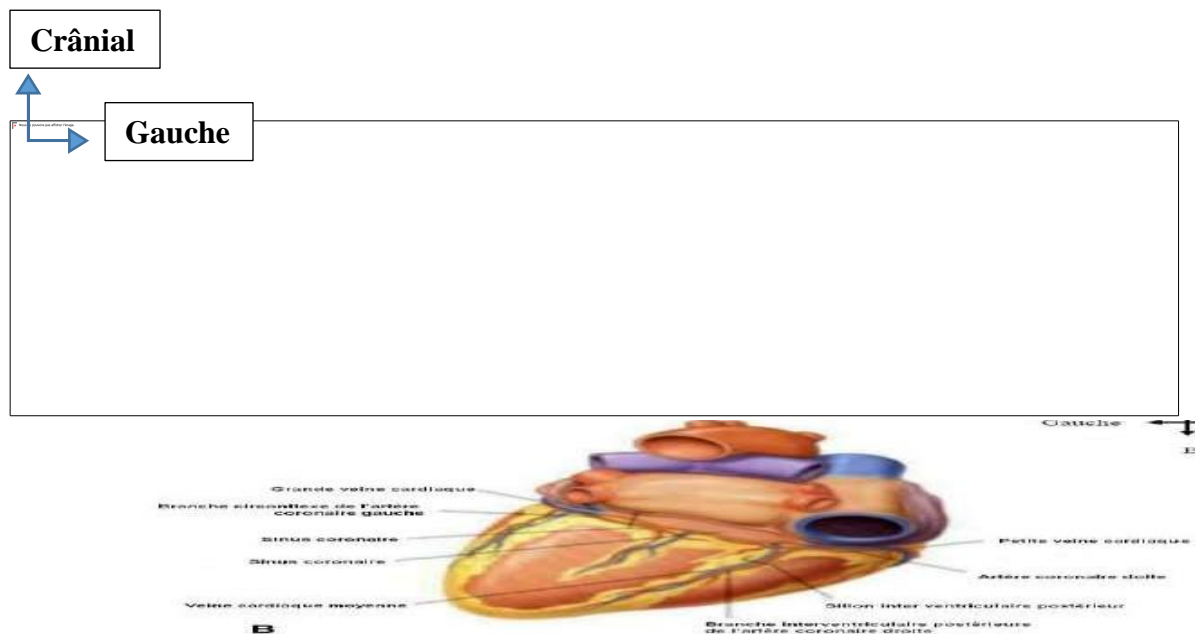 Crânial
Gauche
Gauche
Grande veine cardiaque
Branche circonflexe de l'artère
coronaire gauche
Sinus coronaire
Sinus coronaire
Veine cardiaque moyenne
B
Petite veine cardiaque
Artère coronaire doite
Sillon inter ventriculaire postérieur
Branche interventriculaire postérieure
de l'artère coronaire droite